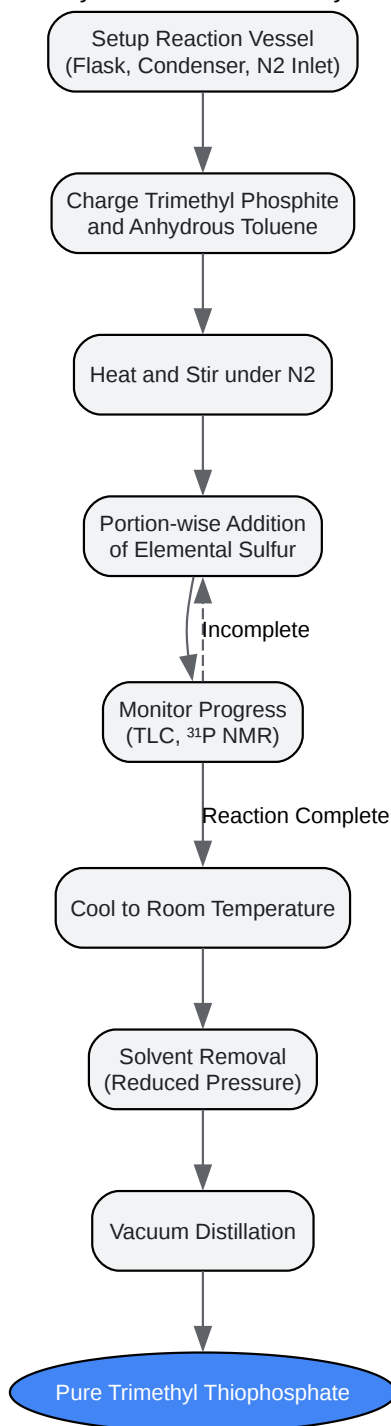 Setup Reaction Vessel
(Flask, Condenser, N2 Inlet)
Charge Trimethyl Phosphite
and Anhydrous Toluene
Heat and Stir under N2
Portion-wise Addition
of Elemental Sulfur
Incomplete
Monitor Progress
(TLC, ³¹P NMR)
Reaction Complete
Cool to Room Temperature
Solvent Removal
(Reduced Pressure)
Vacuum Distillation
Pure Trimethyl Thiophosphate